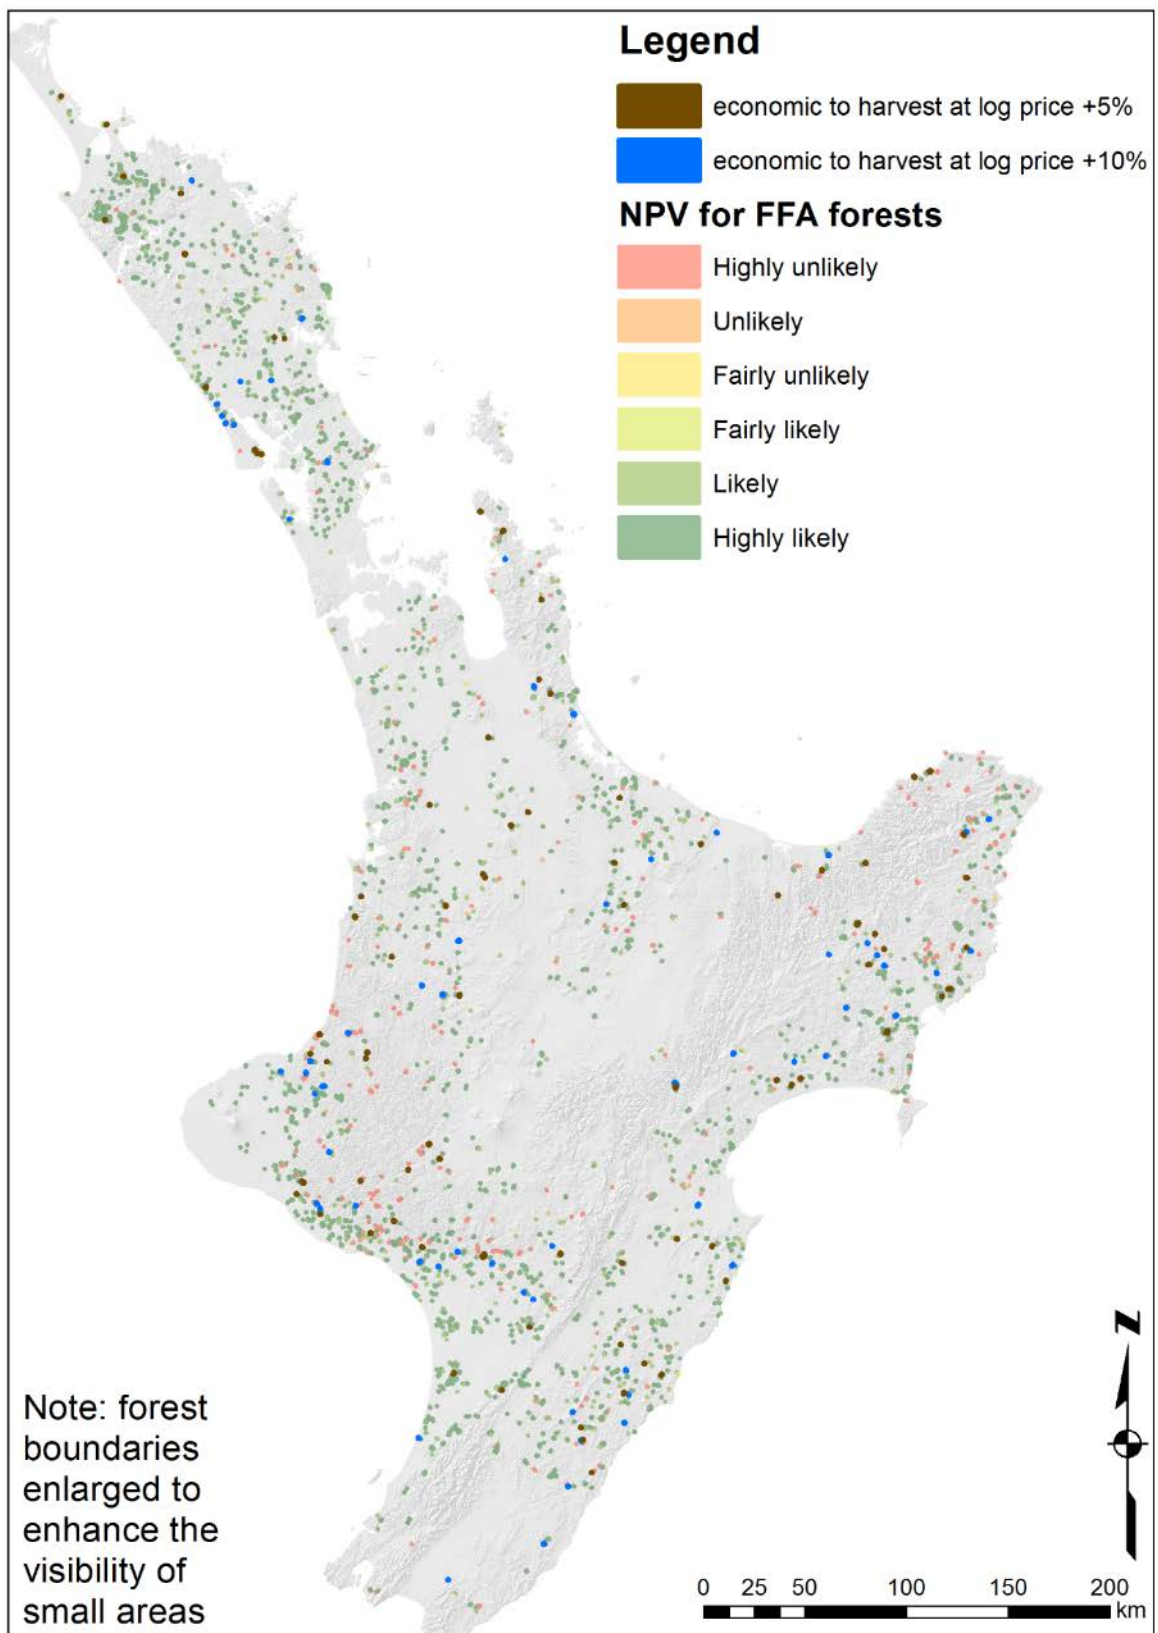 Legend
economic to harvest at log price +5%
economic to harvest at log price +10%
NPV for FFA forests
Highly unlikely
Unlikely
Fairly unlikely
Fairly likely
Likely
Highly likely
Note: forest
boundaries
enlarged to
enhance the
visibility of
small areas
N
0 25 50 100 150 200
km